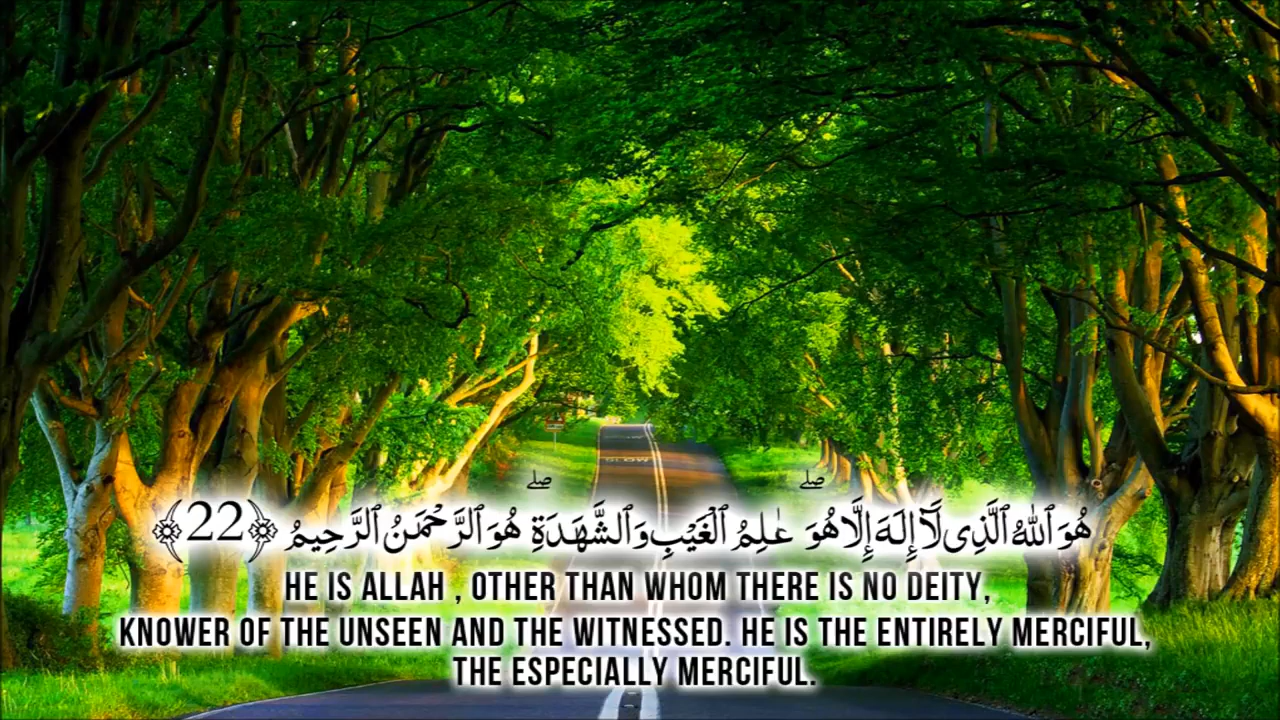 SLOW
هُوَ ٱللَّهُ ٱلَّذِى لَآ إِلَـٰهَ إِلَّا هُوَ ۖ عَـٰلِمُ ٱلْغَيْبِ وَٱلشَّهَـٰدَةِ ۖ هُوَ ٱلرَّحْمَـٰنُ ٱلرَّحِيمُ ﴿22﴾
HE IS ALLAH , OTHER THAN WHOM THERE IS NO DEITY,
KNOWER OF THE UNSEEN AND THE WITNESSED. HE IS THE ENTIRELY MERCIFUL,
THE ESPECIALLY MERCIFUL.